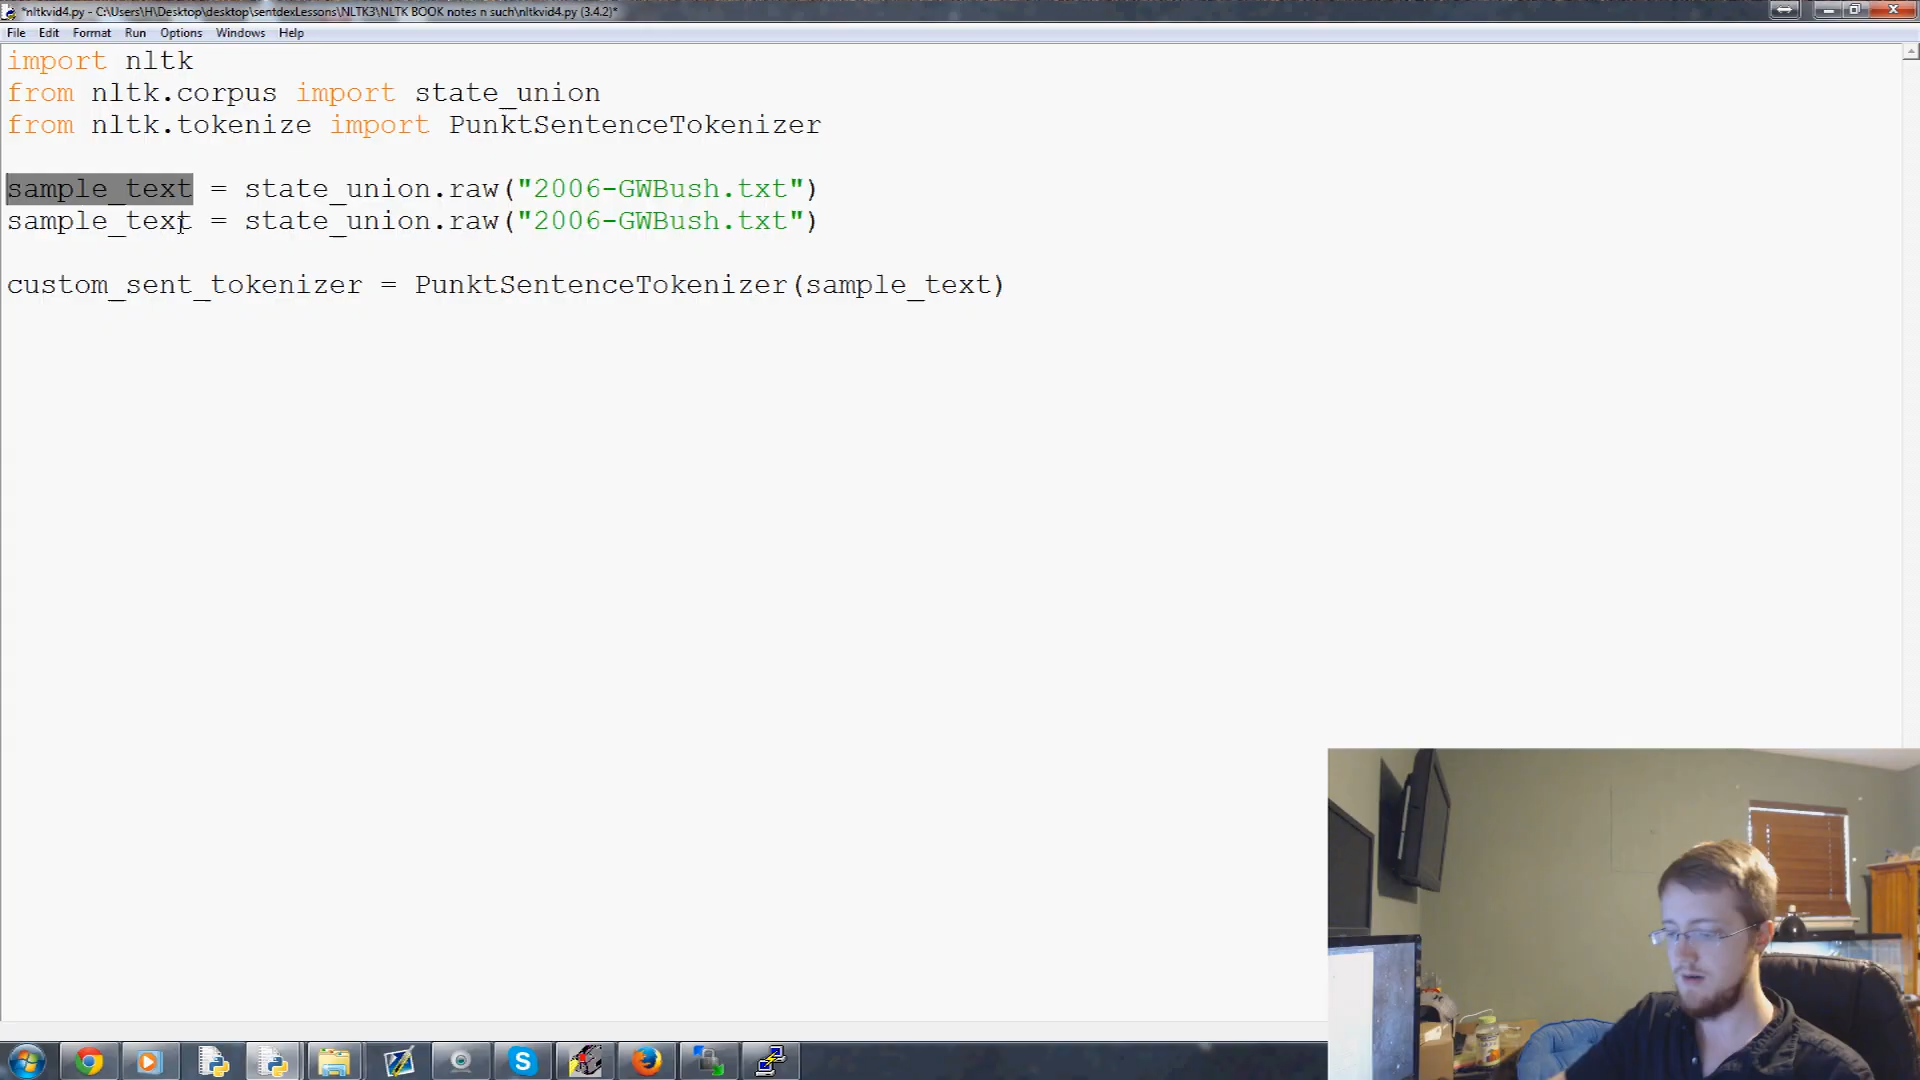 *nltkvid4.py - C:\Users\H\Desktop\desktop\sentdexLessons\NLTK3\NLTK BOOK notes n such\nltkvid4.py (3.4.2)*
File Edit Format Run Options Windows Help
import nltk
from nltk.corpus import state_union
from nltk.tokenize import PunktSentenceTokenizer
sample_text = state_union.raw("2006-GWBush.txt")
sample_text = state_union.raw("2006-GWBush.txt")
custom_sent_tokenizer = PunktSentenceTokenizer(sample_text)